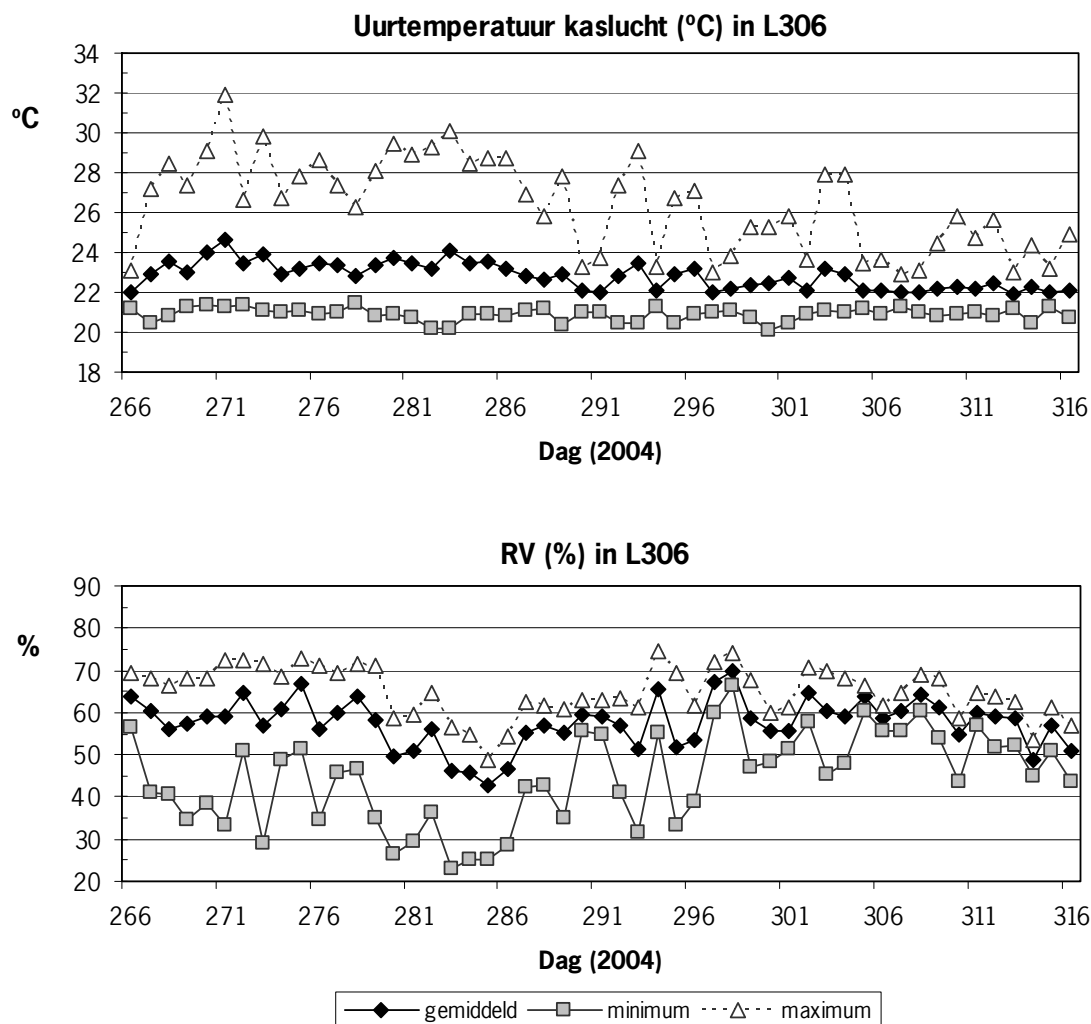 Uurtemperatuur kaslucht (ºC) in L306
ºC
34
32
30
28
26
24
22
20
18
266 271 276 281 286 291 296 301 306 311 316
Dag (2004)
RV (%) in L306
%
90
80
70
60
50
40
30
20
266 271 276 281 286 291 296 301 306 311 316
Dag (2004)
gemiddeld minimum maximum